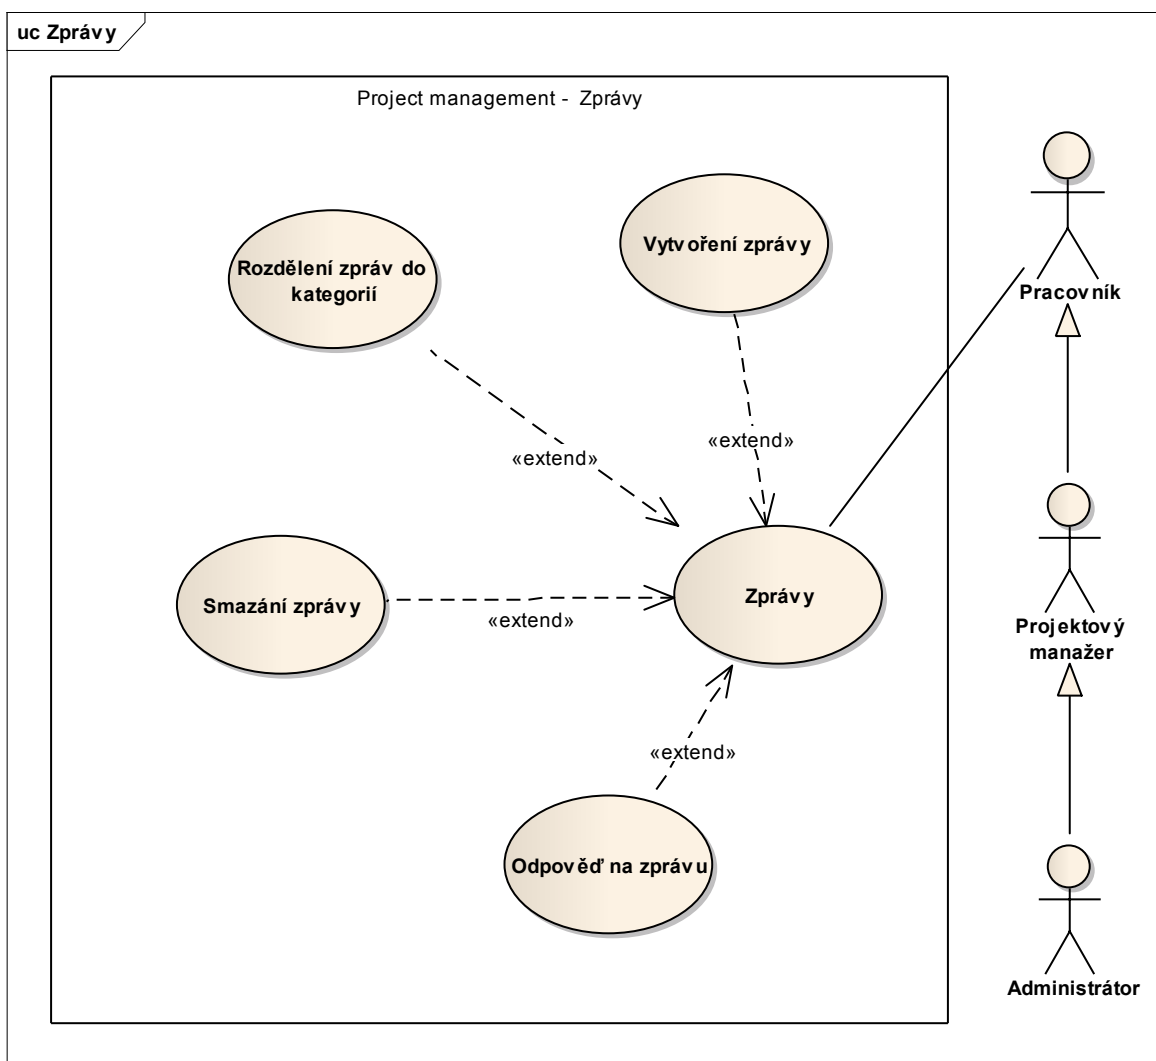 uc Zprávy
Project management -  Zprávy
Rozdělení zpráv do
kategorií
Vytvoření zprávy
Pracovník
«extend»
«extend»
Smazání zprávy
«extend»
Zprávy
Projektový
manažer
«extend»
Odpověď na zprávu
Administrátor